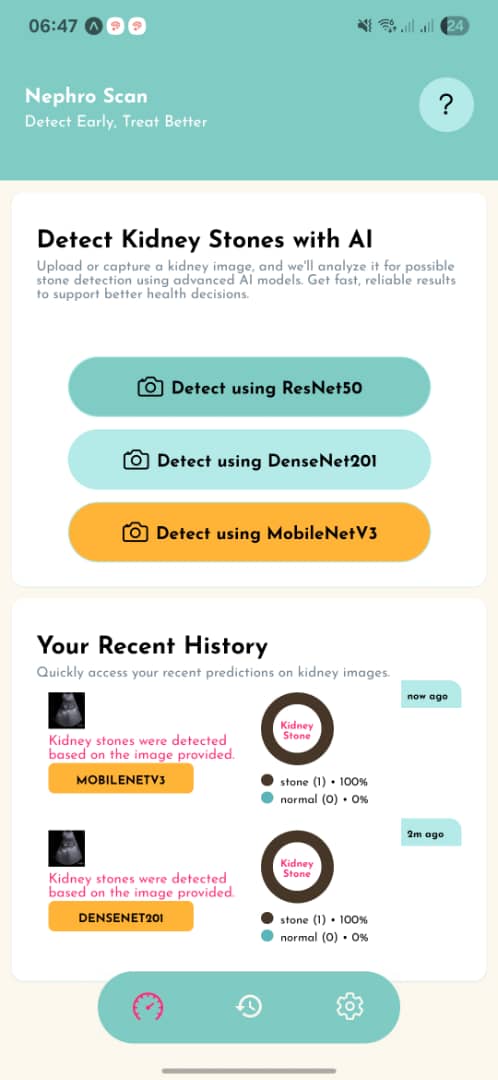 06:47
24
Nephro Scan
Detect Early, Treat Better
?
Detect Kidney Stones with AI
Upload or capture a kidney image, and we'll analyze it for possible
stone detection using advanced AI models. Get fast, reliable results
to support better health decisions.
Detect using ResNet50
Detect using DenseNet201
Detect using MobileNetV3
Your Recent History
Quickly access your recent predictions on kidney images.
now ago
Kidney stones were detected
based on the image provided.
MOBILENETV3
Kidney
Stone
stone (1) • 100%
normal (0) • 0%
2m ago
Kidney stones were detected
based on the image provided.
DENSENET201
Kidney
Stone
stone (1) • 100%
normal (0) • 0%